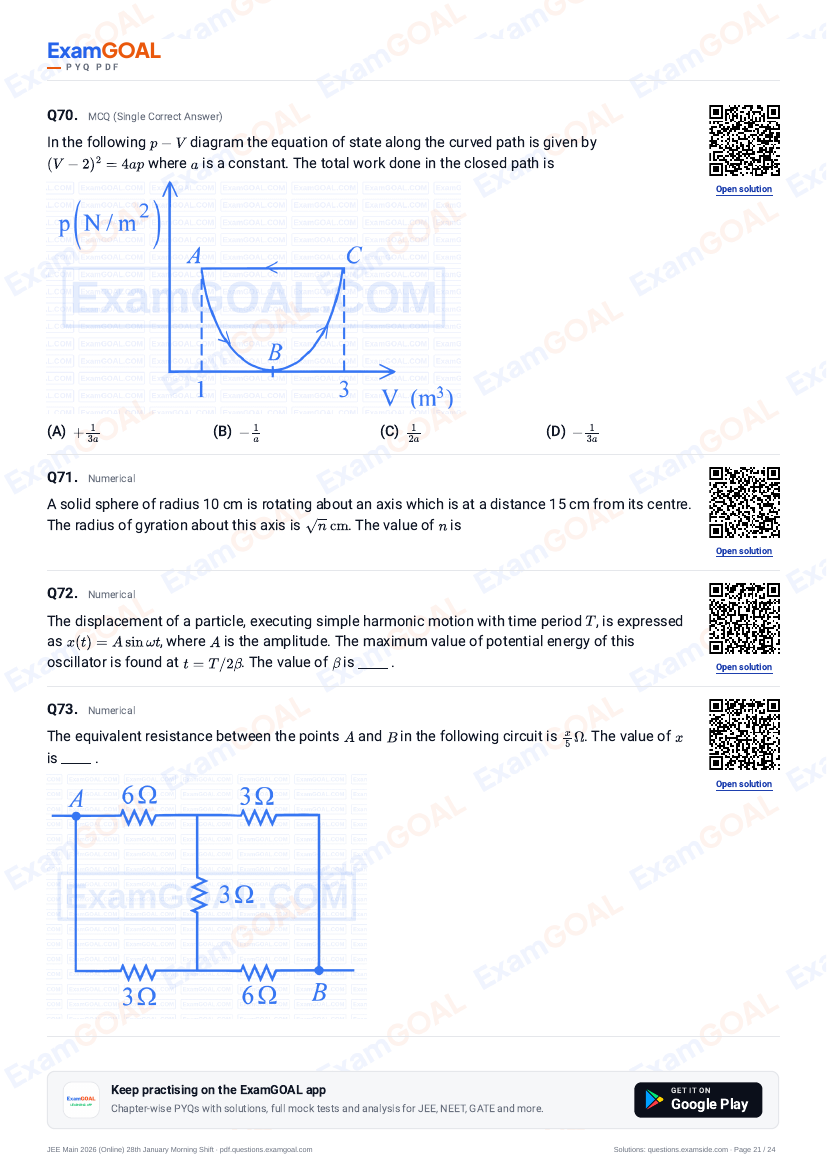 ExamGOAL
PYQ PDF
Q70. MCQ (Single Correct Answer)
In the following p − V diagram the equation of state along the curved path is given by
(V − 2)² = 4ap where a is a constant. The total work done in the closed path is
Open solution
p(N/m²)
A C
B
1 3
V (m³)
ExamGOAL.COM
(A) +1/3a (B) −1/a (C) 1/2a (D) −1/3a
Q71. Numerical
A solid sphere of radius 10 cm is rotating about an axis which is at a distance 15 cm from its centre.
The radius of gyration about this axis is √n cm. The value of n is
Open solution
Q72. Numerical
The displacement of a particle, executing simple harmonic motion with time period T, is expressed
as x(t) = A sin ωt, where A is the amplitude. The maximum value of potential energy of this
oscillator is found at t = T/2β. The value of β is ____ .
Open solution
Q73. Numerical
The equivalent resistance between the points A and B in the following circuit is x/5 Ω. The value of x
is ____ .
Open solution
A 6Ω 3Ω
3Ω
ExamGOAL.COM
3Ω 6Ω B
Keep practising on the ExamGOAL app
Chapter-wise PYQs with solutions, full mock tests and analysis for JEE, NEET, GATE and more.
GET IT ON
Google Play
JEE Main 2026 (Online) 28th January Morning Shift · pdf.questions.examgoal.com
Solutions: questions.examside.com · Page 21 / 24